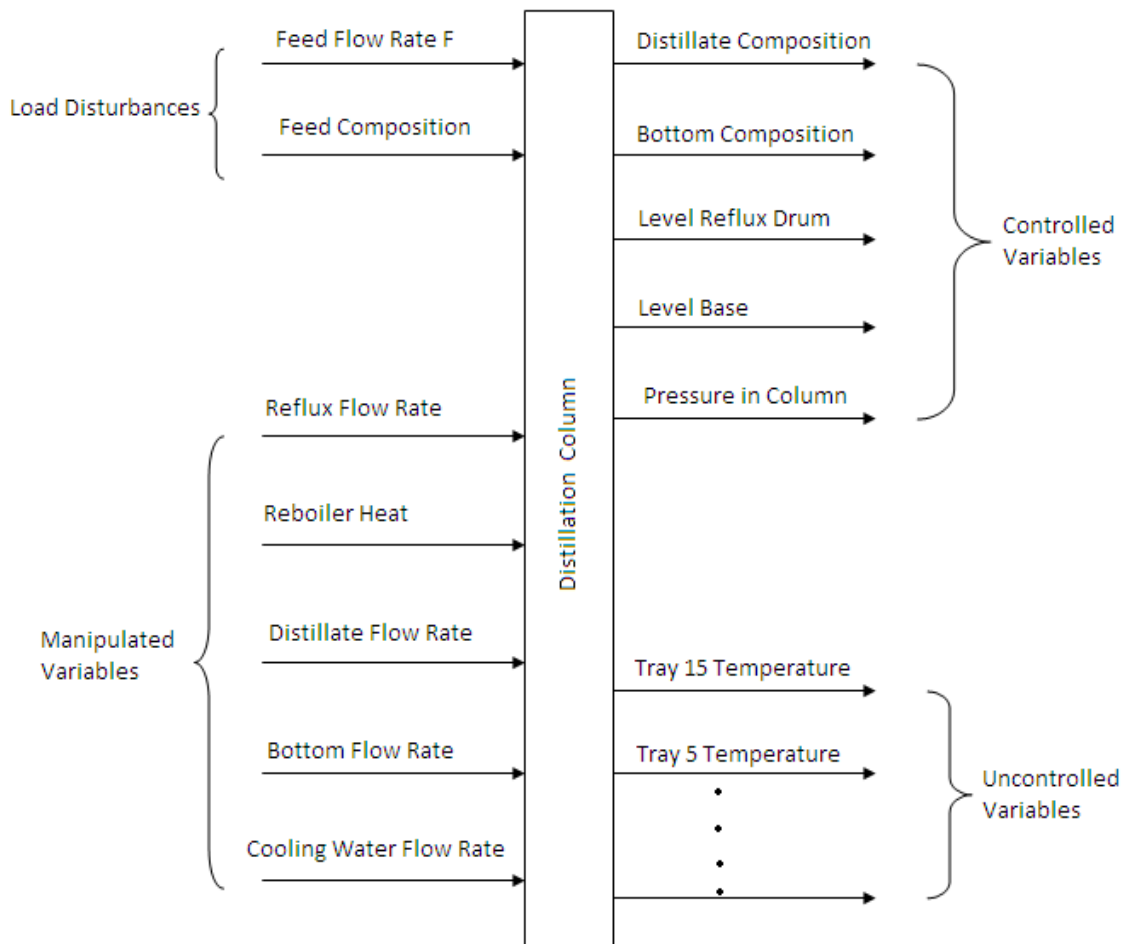 Feed Flow Rate F
Load Disturbances
Feed Composition
Reflux Flow Rate
Reboiler Heat
Manipulated
Variables
Distillate Flow Rate
Bottom Flow Rate
Cooling Water Flow Rate
Distillation Column
Distillate Composition
Bottom Composition
Level Reflux Drum
Level Base
Pressure in Column
Controlled
Variables
Tray 15 Temperature
Tray 5 Temperature
Uncontrolled
Variables